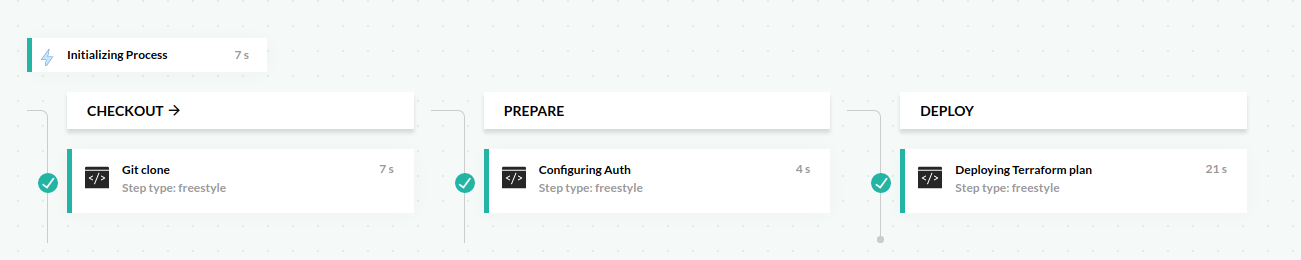 Initializing Process 7 s
CHECKOUT →
Git clone 7 s
Step type: freestyle
PREPARE
Configuring Auth 4 s
Step type: freestyle
DEPLOY
Deploying Terraform plan 21 s
Step type: freestyle